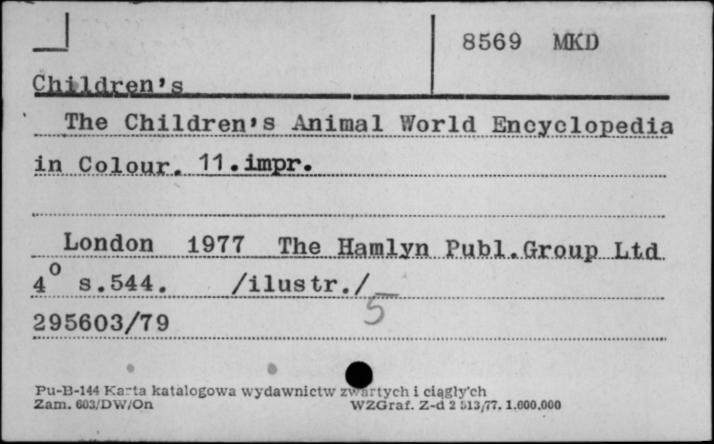 8569 MKD
Children's
The Children's Animal World Encyclopedia
in Colour. 11.impr.
London 1977 The Hamlyn Publ.Group Ltd
4° s.544. /ilustr./
5
295603/79
Pu-B-144 Karta katalogowa wydawnictw zwartych i ciągłych
Zam. 603/DW/On WZGraf. Z-d 2 513/77. 1.600.000